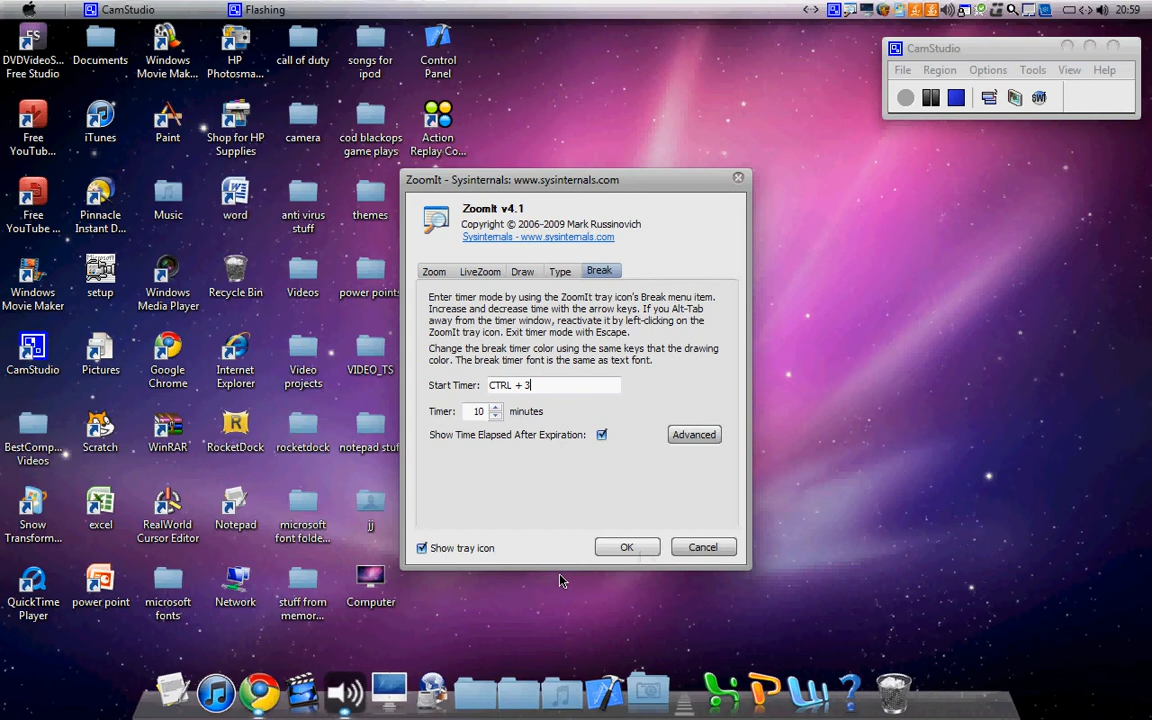 CamStudio
Flashing
20:59
DVDVideoS...
Free Studio
Documents
Windows
Movie Mak...
HP
Photosma...
call of duty
songs for
ipod
Control
Panel
Free
YouTub...
iTunes
Paint
Shop for HP
Supplies
camera
cod blackops
game plays
Action
Replay Co...
Free
YouTube ...
Pinnacle
Instant D...
Music
word
anti virus
stuff
themes
Windows
Movie Maker
setup
Windows
Media Player
Recycle Bin
Videos
power points
CamStudio
Pictures
Google
Chrome
Internet
Explorer
Video
projects
VIDEO_TS
BestComp...
Videos
Scratch
WinRAR
RocketDock
rocketdock
notepad stuf
Snow
Transform...
excel
RealWorld
Cursor Editor
Notepad
microsoft
font folde...
jj
QuickTime
Player
power point
microsoft
fonts
Network
stuff from
memor...
Computer
CamStudio
File Region Options Tools View Help
ZoomIt - Sysinternals: www.sysinternals.com
ZoomIt v4.1
Copyright © 2006-2009 Mark Russinovich
Sysinternals - www.sysinternals.com
Zoom LiveZoom Draw Type Break
Enter timer mode by using the ZoomIt tray icon's Break menu item.
Increase and decrease time with the arrow keys. If you Alt-Tab
away from the timer window, reactivate it by left-clicking on the
ZoomIt tray icon. Exit timer mode with Escape.
Change the break timer color using the same keys that the drawing
color. The break timer font is the same as text font.
Start Timer: CTRL + 3
Timer: 10 minutes
Show Time Elapsed After Expiration:
Advanced
Show tray icon
OK
Cancel